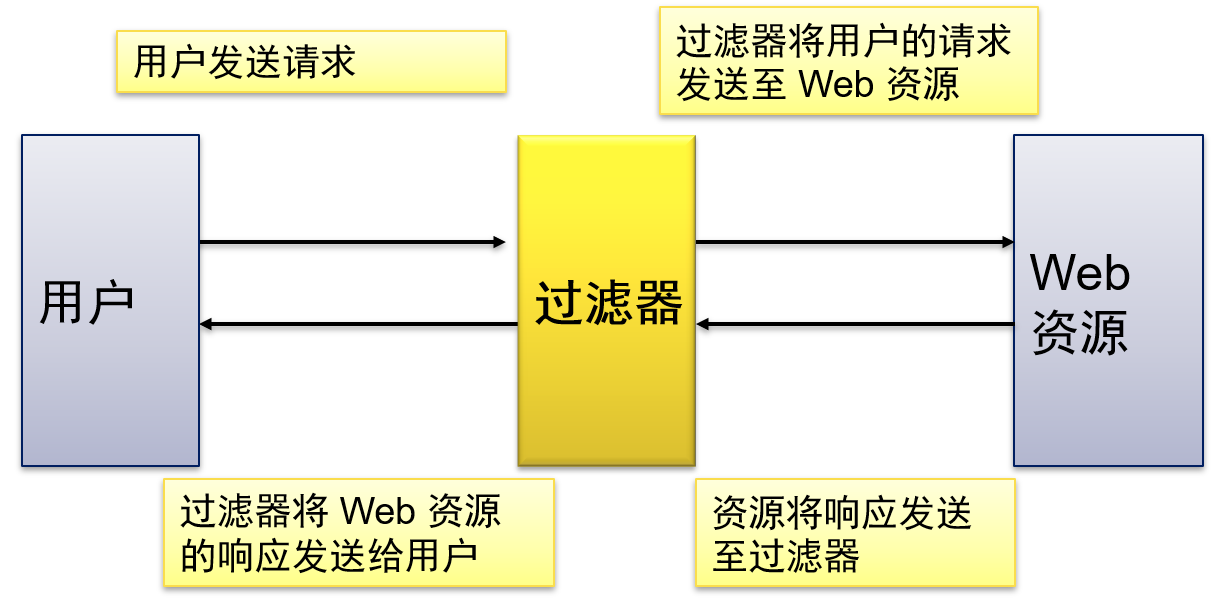 用户发送请求
过滤器将用户的请求
发送至 Web 资源
用户
过滤器
Web
资源
过滤器将 Web 资源
的响应发送给用户
资源将响应发送
至过滤器